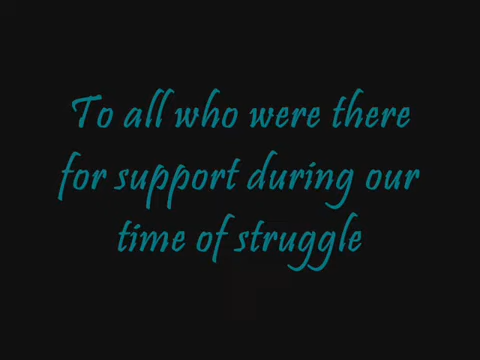 To all who were there
for support during our
time of struggle